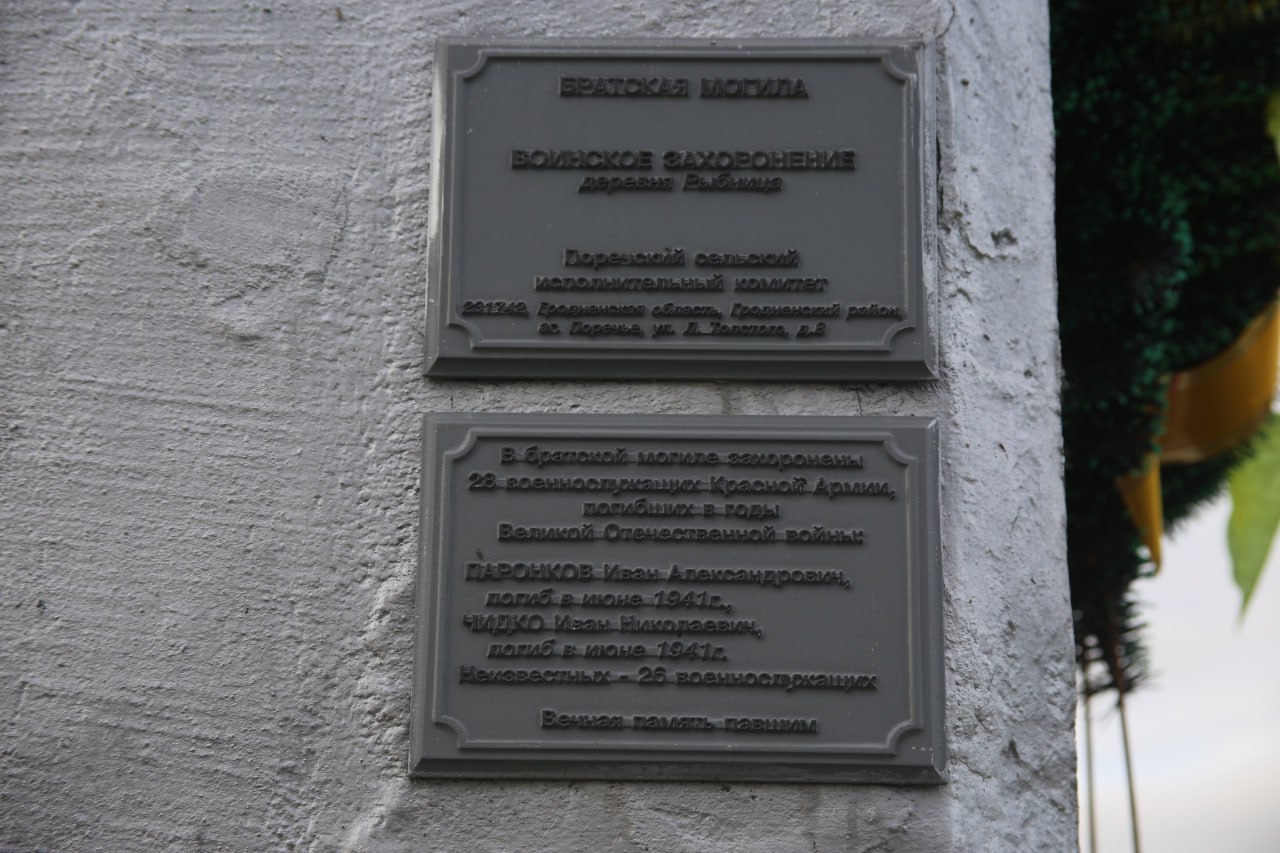 БРАТСКАЯ МОГИЛА
ВОИНСКОЕ ЗАХОРОНЕНИЕ
деревня Рыбница
Поречский сельский
исполнительный комитет
231742, Гродненская область, Гродненский район,
аг. Поречье, ул. Л. Толстого, д.8
В братской могиле захоронены
28 военнослужащих Красной Армии,
погибших в годы
Великой Отечественной войны:
ПАРОНКОВ Иван Александрович,
погиб в июне 1941г.,
ЧИДКО Иван Николаевич,
погиб в июне 1941г.
Неизвестных - 26 военнослужащих
Вечная память павшим